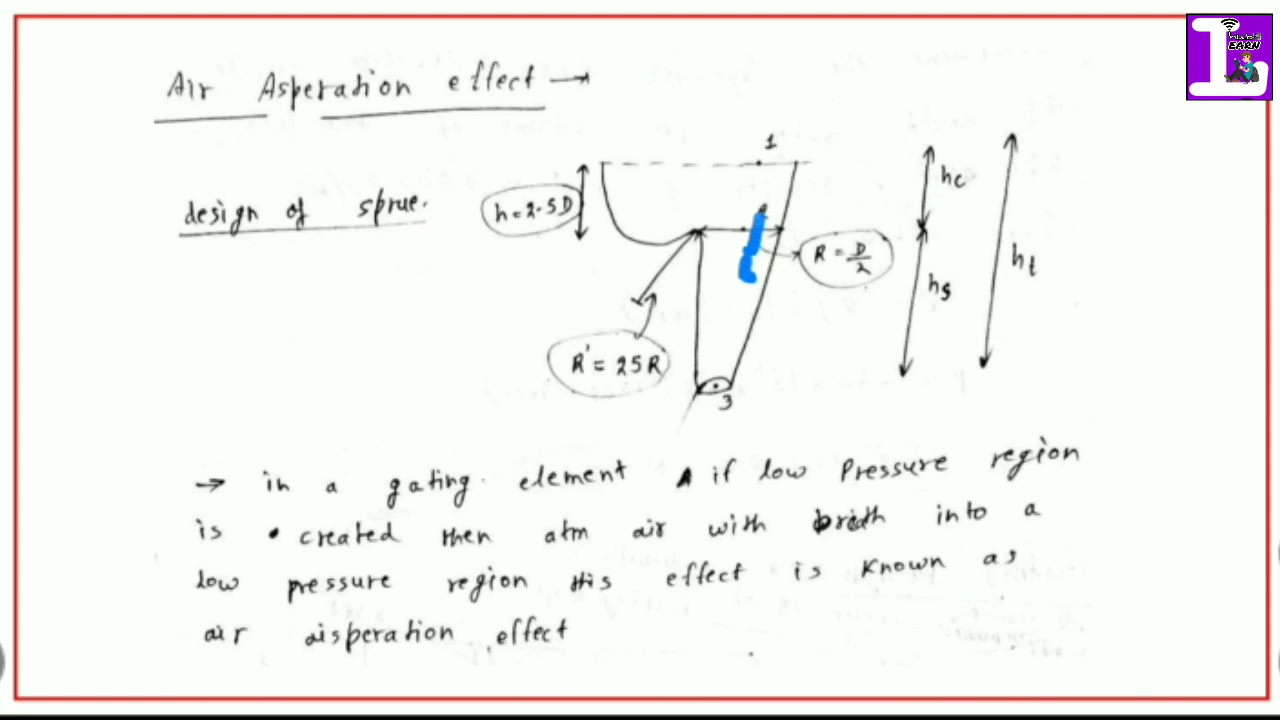 Air Asperation effect →
1
hc
h = 2.5D
design of sprue.
R = D/2
hs
ht
R' = 25R
3
→ in a gating element if low Pressure region
is created then atm air with into a
low pressure region this effect is known as
air aisperation effect
EARN